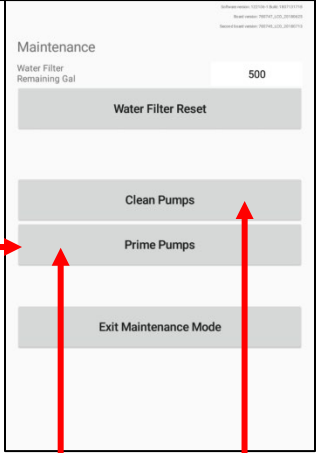 Maintenance
Water Filter
Remaining Gal
500
Water Filter Reset
Clean Pumps
Prime Pumps
Exit Maintenance Mode